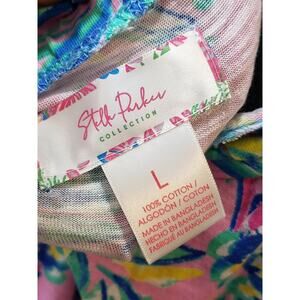 Stella Parker
COLLECTION
L
100% COTTON/
ALGODÓN / COTON
MADE IN BANGLADESH
HECHO EN BANGLADESH
FABRIQUÉ AU BANGLADESH